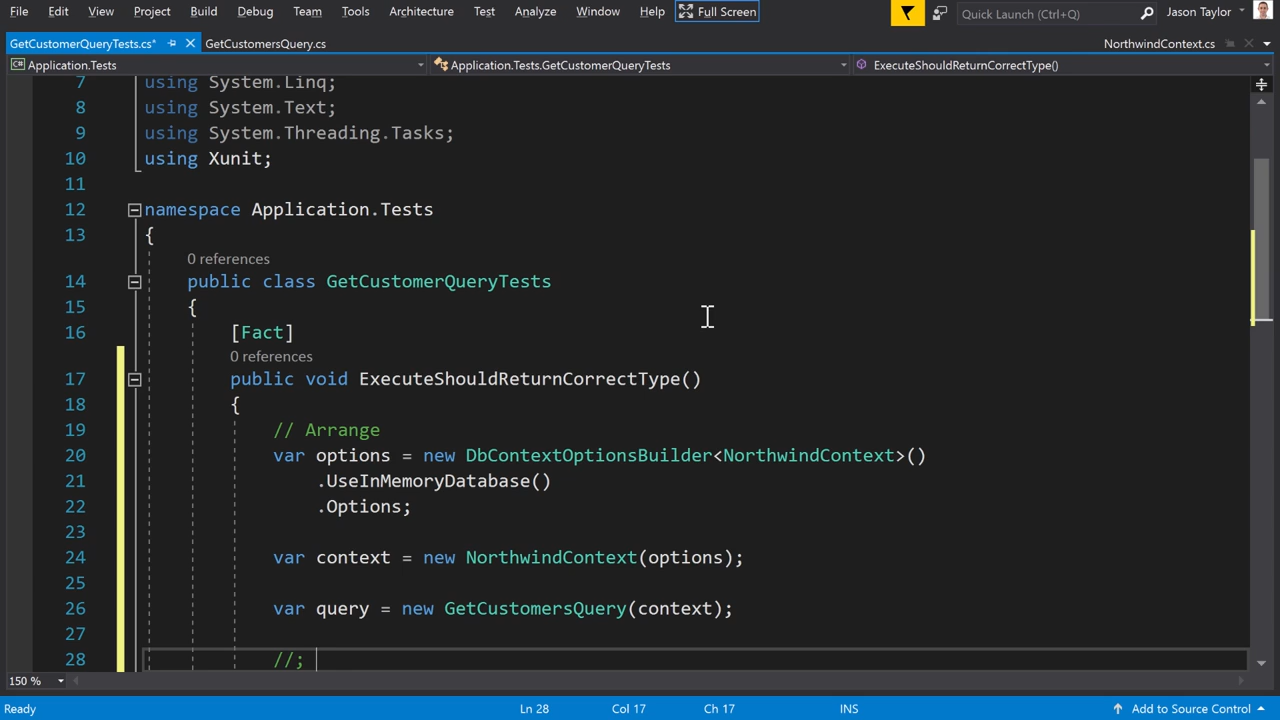 File Edit View Project Build Debug Team Tools Architecture Test Analyze Window Help Full Screen Quick Launch (Ctrl+Q) Jason Taylor
GetCustomerQueryTests.cs* GetCustomersQuery.cs NorthwindContext.cs
Application.Tests Application.Tests.GetCustomerQueryTests ExecuteShouldReturnCorrectType()
7 using System.Linq;
8 using System.Text;
9 using System.Threading.Tasks;
10 using Xunit;
11
12 namespace Application.Tests
13 {
0 references
14 public class GetCustomerQueryTests
15 {
16 [Fact]
0 references
17 public void ExecuteShouldReturnCorrectType()
18 {
19 // Arrange
20 var options = new DbContextOptionsBuilder<NorthwindContext>()
21 .UseInMemoryDatabase()
22 .Options;
23
24 var context = new NorthwindContext(options);
25
26 var query = new GetCustomersQuery(context);
27
28 //;
150 %
Ready Ln 28 Col 17 Ch 17 INS Add to Source Control